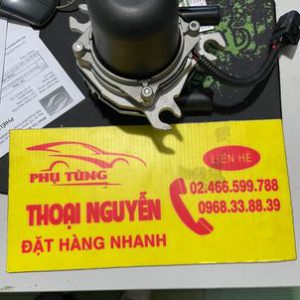 PHỤ TÙNG
THOẠI NGUYỄN
ĐẶT HÀNG NHANH
LIÊN HỆ
02.466.599.788
0968.33.88.39